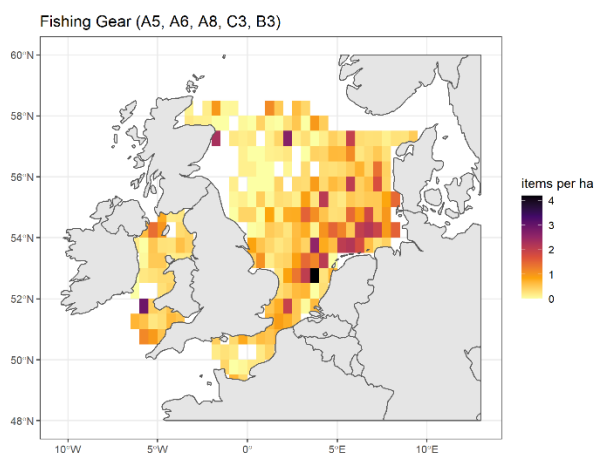 Fishing Gear (A5, A6, A8, C3, B3)
60°N
58°N
56°N
54°N
52°N
50°N
48°N
10°W
5°W
0°
5°E
10°E
items per ha
4
3
2
1
0